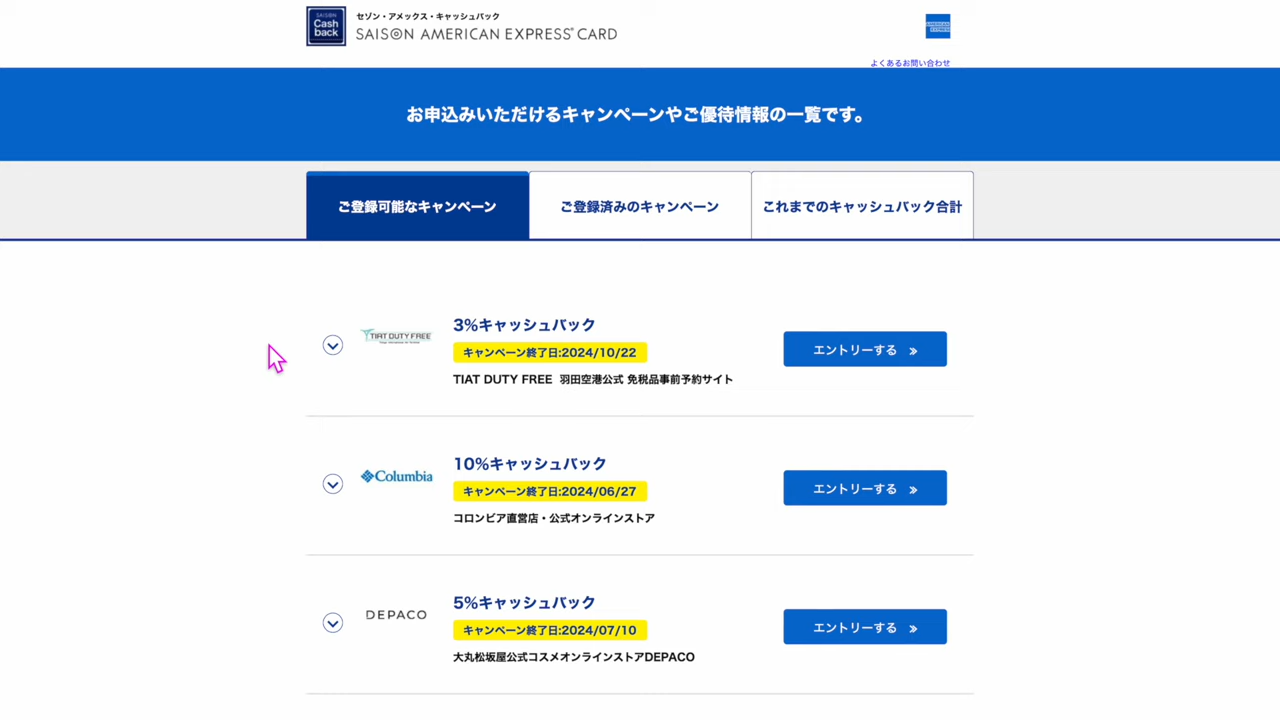 SAISON
Cash
back
セゾン・アメックス・キャッシュバック
SAISON AMERICAN EXPRESS® CARD
AMERICAN
EXPRESS
よくあるお問い合わせ
お申込みいただけるキャンペーンやご優待情報の一覧です。
ご登録可能なキャンペーン
ご登録済みのキャンペーン
これまでのキャッシュバック合計
TIAT DUTY FREE
3%キャッシュバック
キャンペーン終了日:2024/10/22
TIAT DUTY FREE 羽田空港公式 免税品事前予約サイト
エントリーする
Columbia
10%キャッシュバック
キャンペーン終了日:2024/06/27
コロンビア直営店・公式オンラインストア
エントリーする
DEPACO
5%キャッシュバック
キャンペーン終了日:2024/07/10
大丸松坂屋公式コスメオンラインストアDEPACO
エントリーする